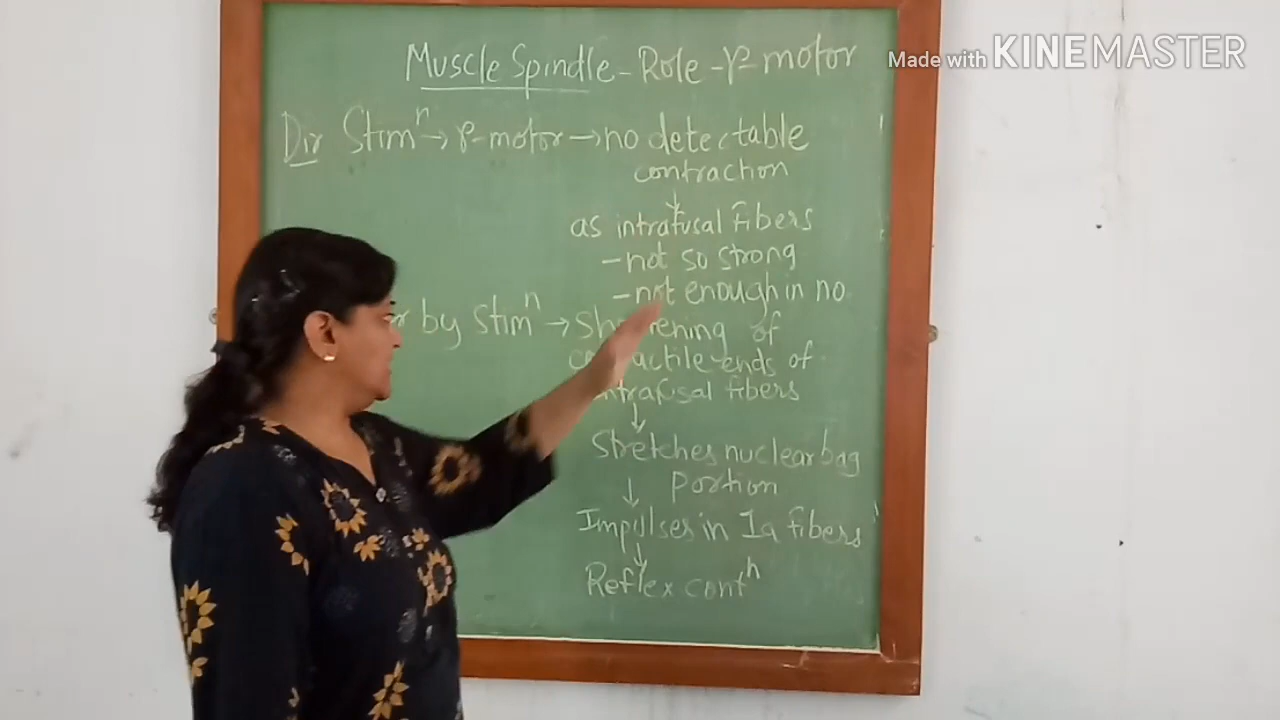 Muscle Spindle - Role - γ motor
Made with KINEMASTER
Dir Stimⁿ → γ-motor → no detectable
contraction
↓
as intrafusal fibers
- not so strong
- not enough in no
by Stimⁿ → Shortening of
contractile ends of
intrafusal fibers
↓
Stretches nuclear bag
↓ portion
Impulses in Ia fibers
↓
Reflex contⁿ